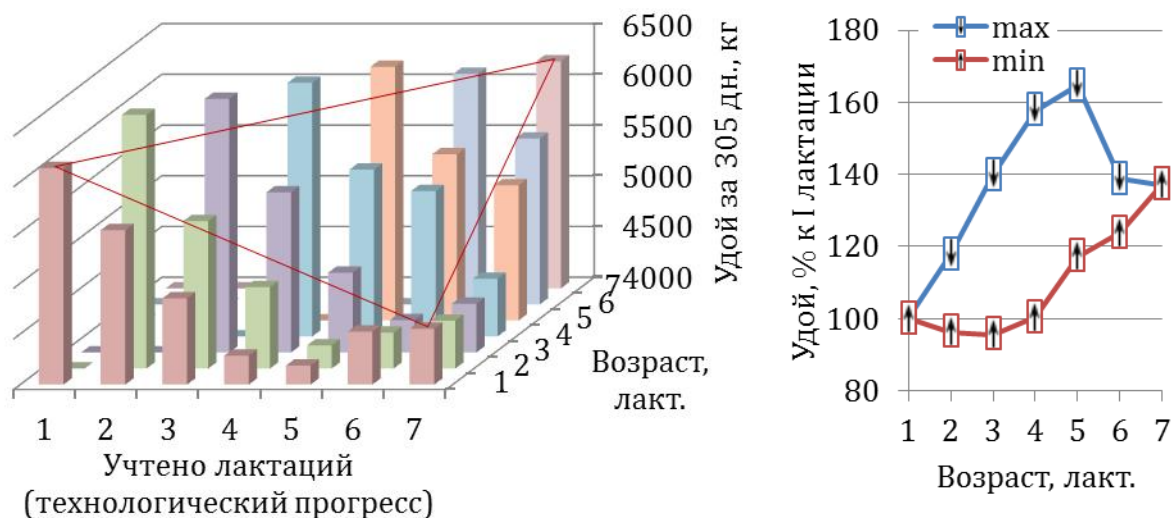 6500
6000
5500
5000
4500
4000
Удой за 305 дн., кг
7
6
5
4
3
2
1
Возраст,
лакт.
1 2 3 4 5 6 7
Учтено лактаций
(технологический прогресс)
max
min
180
160
140
120
100
80
Удой, % к I лактации
1 2 3 4 5 6 7
Возраст, лакт.